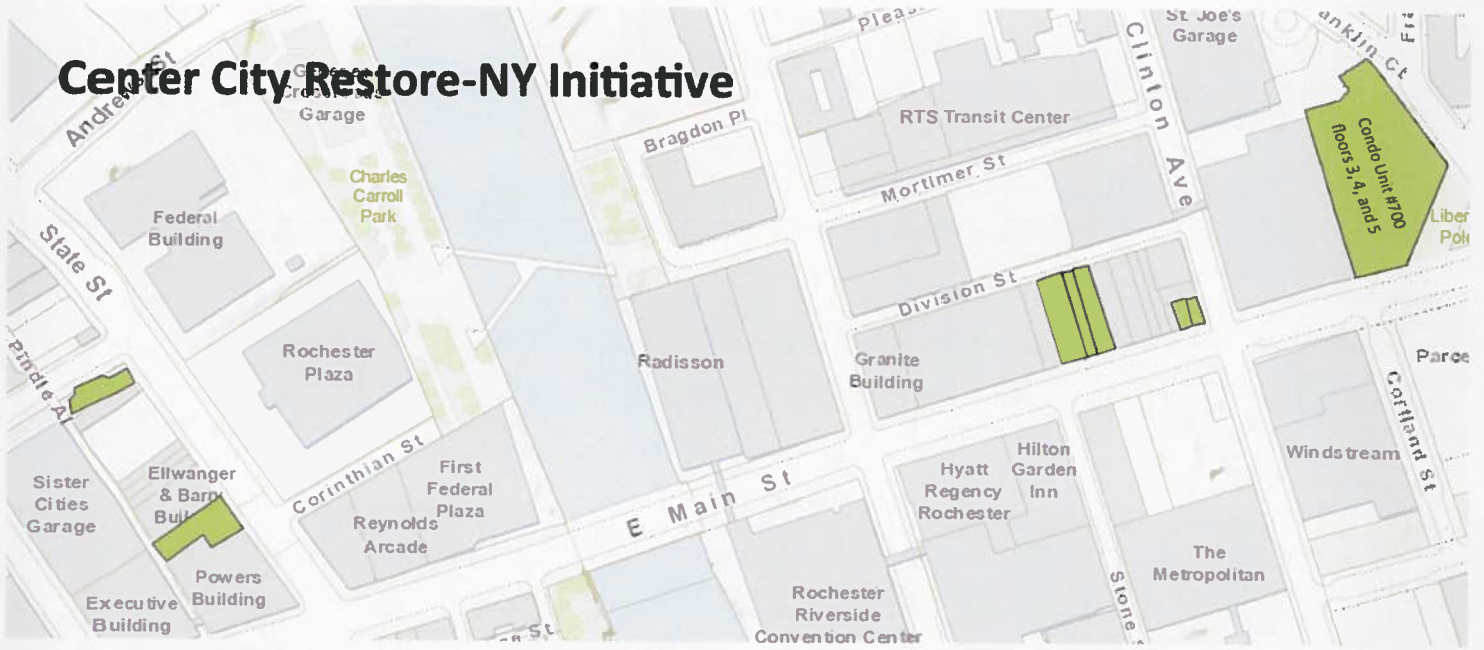 Center City Restore-NY Initiative
Andrews St
Garage
Charles
Carroll
Park
Federal
Building
State St
Pindle Al
Rochester
Plaza
Corinthian St
First
Federal
Plaza
Reynolds
Arcade
Sister
Cities
Garage
Ellwanger
& Barry
Powers
Building
Executive
Building
Bragdon Pl
RTS Transit Center
Mortimer St
Clinton Ave
St. Joe's
Garage
anklin Ct
Condo Unit #700
floors 3, 4, and 5
Liber
Pole
Division St
Radisson
Granite
Building
E Main St
Hyatt
Regency
Rochester
Hilton
Garden
Inn
Windstream
Cortland St
Parce
The
Metropolitan
Stone
Rochester
Riverside
Convention Center